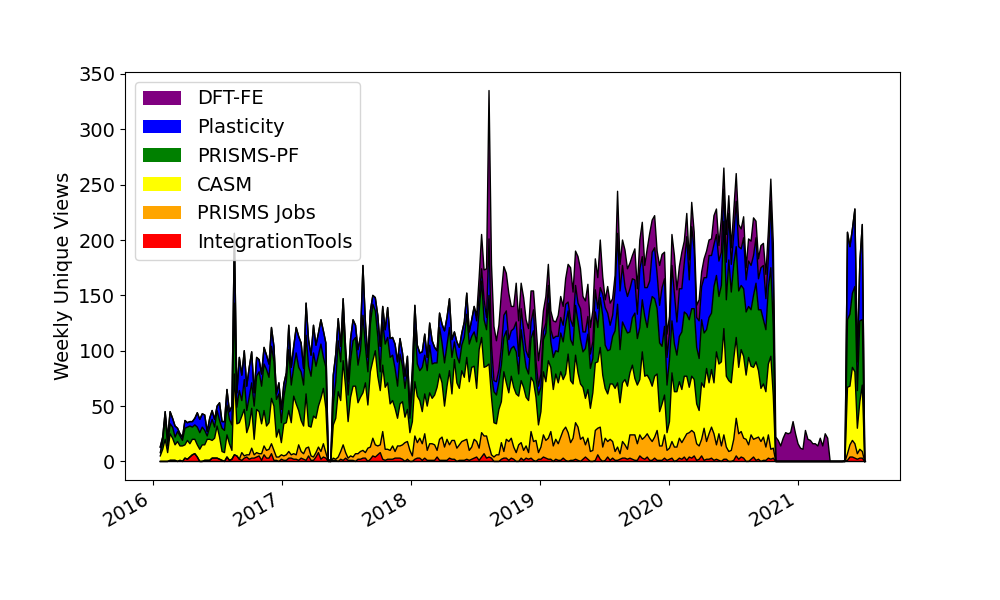 350
300
250
200
150
100
50
0
Weekly Unique Views
DFT-FE
Plasticity
PRISMS-PF
CASM
PRISMS Jobs
IntegrationTools
2016
2017
2018
2019
2020
2021